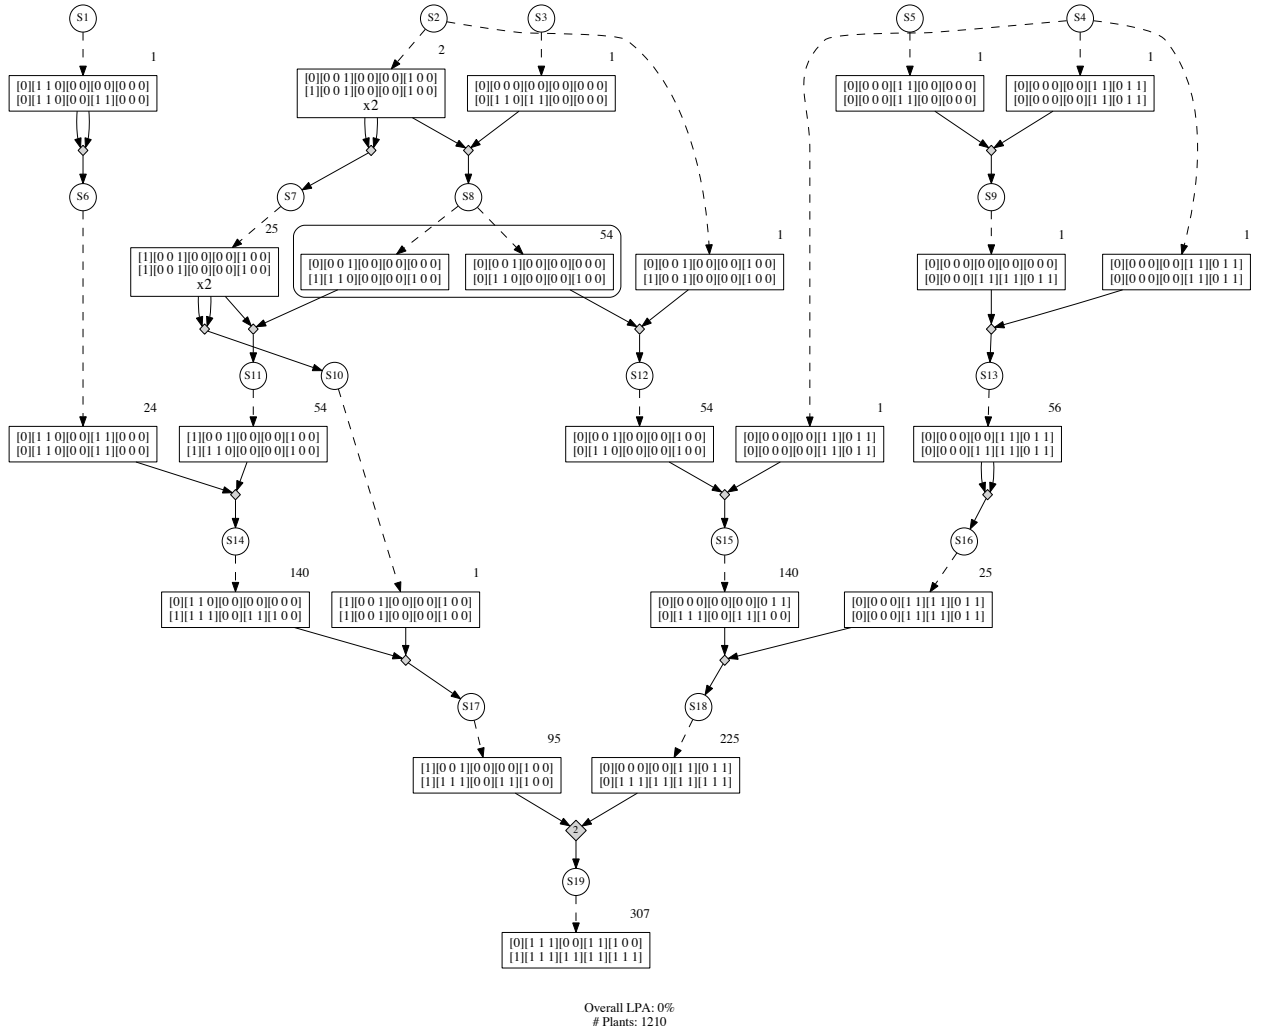 S1
S2
S3
S5
S4
1
[0][1 1 0][0 0][0 0][0 0 0]
[0][1 1 0][0 0][1 1][0 0 0]
2
[0][0 0 1][0 0][0 0][1 0 0]
[1][0 0 1][0 0][0 0][1 0 0]
x2
1
[0][0 0 0][0 0][0 0][0 0 0]
[0][1 1 0][1 1][0 0][0 0 0]
1
[0][0 0 0][1 1][0 0][0 0 0]
[0][0 0 0][1 1][0 0][0 0 0]
1
[0][0 0 0][0 0][1 1][0 1 1]
[0][0 0 0][0 0][1 1][0 1 1]
S6
S7
S8
S9
25
[1][0 0 1][0 0][0 0][1 0 0]
[1][0 0 1][0 0][0 0][1 0 0]
x2
54
[0][0 0 1][0 0][0 0][0 0 0]
[1][1 1 0][0 0][0 0][1 0 0]
[0][0 0 1][0 0][0 0][0 0 0]
[0][1 1 0][0 0][0 0][1 0 0]
1
[0][0 0 1][0 0][0 0][1 0 0]
[1][0 0 1][0 0][0 0][1 0 0]
1
[0][0 0 0][0 0][0 0][0 0 0]
[0][0 0 0][1 1][1 1][0 1 1]
1
[0][0 0 0][0 0][1 1][0 1 1]
[0][0 0 0][0 0][1 1][0 1 1]
S11
S10
S12
S13
24
[0][1 1 0][0 0][1 1][0 0 0]
[0][1 1 0][0 0][1 1][0 0 0]
54
[1][0 0 1][0 0][0 0][1 0 0]
[1][1 1 0][0 0][0 0][1 0 0]
54
[0][0 0 1][0 0][0 0][1 0 0]
[0][1 1 0][0 0][0 0][1 0 0]
1
[0][0 0 0][0 0][1 1][0 1 1]
[0][0 0 0][0 0][1 1][0 1 1]
56
[0][0 0 0][0 0][1 1][0 1 1]
[0][0 0 0][1 1][1 1][0 1 1]
S14
S15
S16
140
[0][1 1 0][0 0][0 0][0 0 0]
[1][1 1 1][0 0][1 1][1 0 0]
1
[1][0 0 1][0 0][0 0][1 0 0]
[1][0 0 1][0 0][0 0][1 0 0]
140
[0][0 0 0][0 0][0 0][0 1 1]
[0][1 1 1][0 0][1 1][1 0 0]
25
[0][0 0 0][1 1][1 1][0 1 1]
[0][0 0 0][1 1][1 1][0 1 1]
S17
S18
95
[1][0 0 1][0 0][0 0][1 0 0]
[1][1 1 1][0 0][1 1][1 0 0]
225
[0][0 0 0][0 0][1 1][0 1 1]
[0][1 1 1][1 1][1 1][1 1 1]
2
S19
307
[0][1 1 1][0 0][1 1][1 0 0]
[1][1 1 1][1 1][1 1][1 1 1]
Overall LPA: 0%
# Plants: 1210